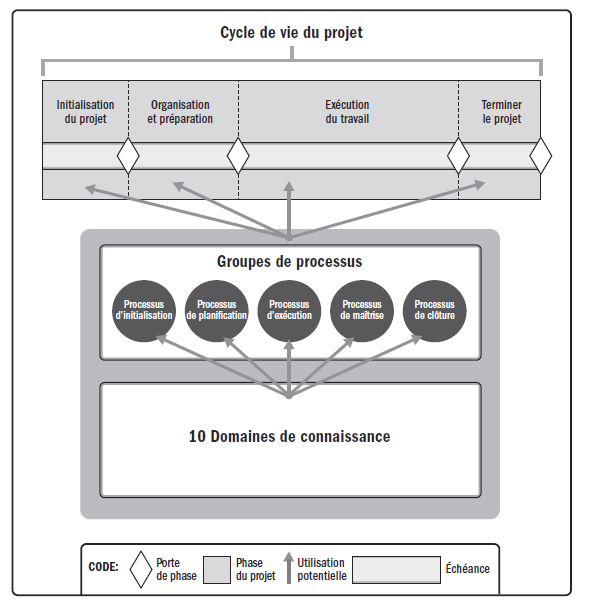 Cycle de vie du projet
Initialisation
du projet
Organisation
et préparation
Exécution
du travail
Terminer
le projet
Groupes de processus
Processus
d'initialisation
Processus
de planification
Processus
d'exécution
Processus
de maîtrise
Processus
de clôture
10 Domaines de connaissance
CODE:
Porte
de phase
Phase
du projet
Utilisation
potentielle
Échéance